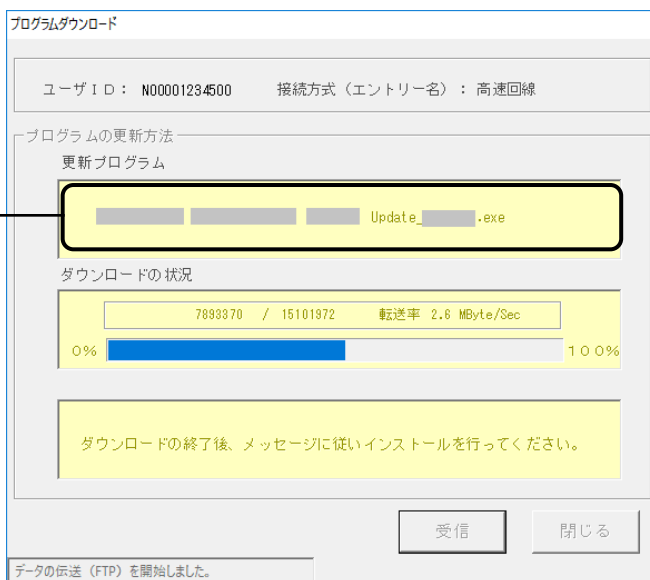 プログラムダウンロード
ユーザID： N00001234500 接続方式（エントリー名）：高速回線
プログラムの更新方法
更新プログラム
Update_ .exe
ダウンロードの状況
7893370 / 15101972 転送率 2.6 MByte/Sec
0% 100%
ダウンロードの終了後、メッセージに従いインストールを行ってください。
受信 閉じる
データの伝送（FTP）を開始しました。